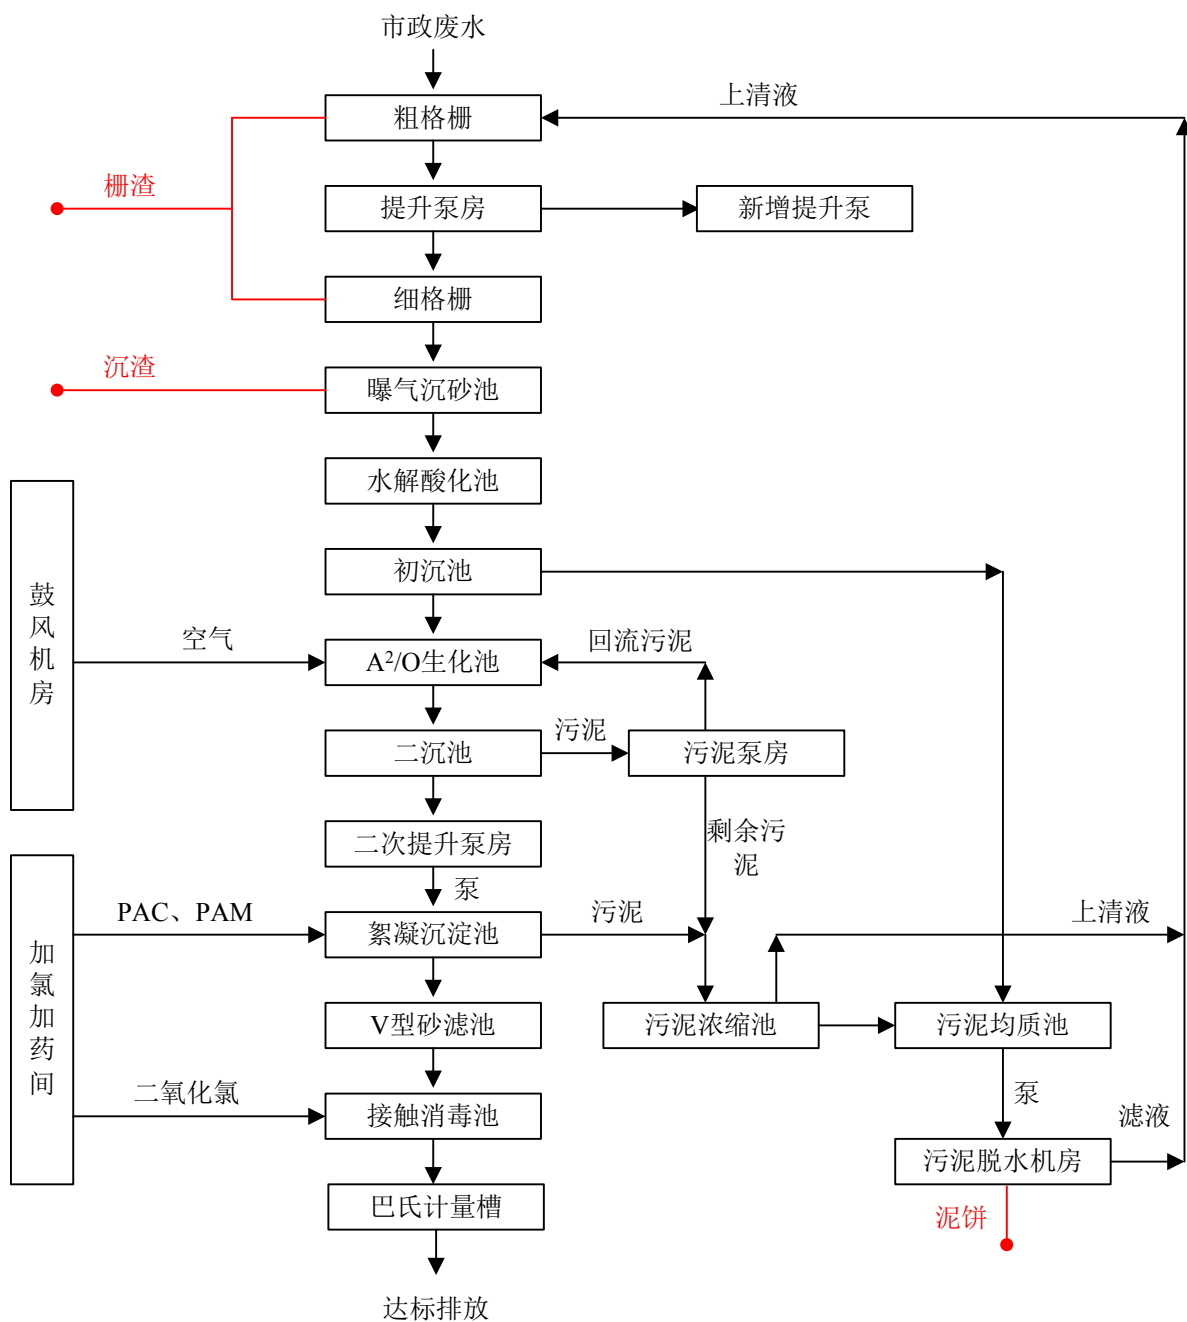 市政废水
上清液
粗格栅
栅渣
提升泵房
新增提升泵
细格栅
沉渣
曝气沉砂池
水解酸化池
初沉池
鼓风机房
空气
回流污泥
A²/O生化池
污泥
二沉池
污泥泵房
二次提升泵房
剩余污
泥
泵
PAC、PAM
污泥
上清液
絮凝沉淀池
加氯加药间
V型砂滤池
污泥浓缩池
污泥均质池
二氧化氯
泵
滤液
接触消毒池
污泥脱水机房
巴氏计量槽
泥饼
达标排放